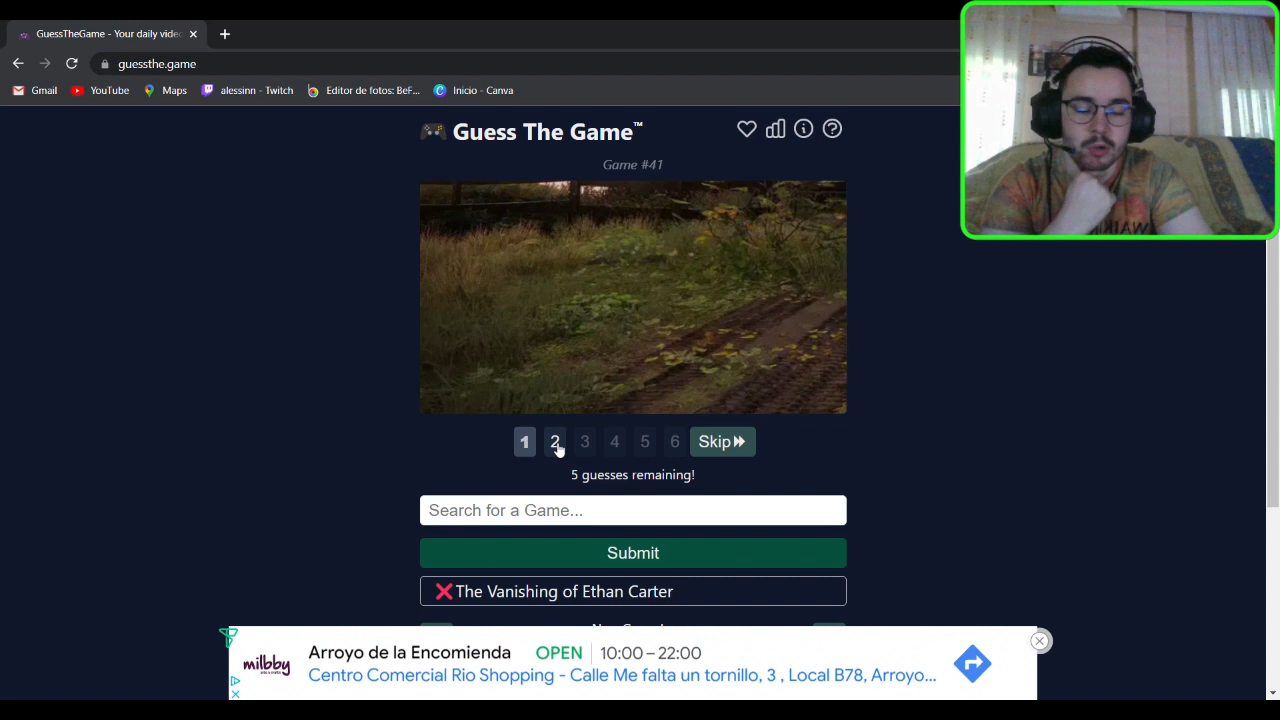 GuessTheGame - Your daily vide
guessthe.game
Gmail YouTube Maps alessinn - Twitch Editor de fotos: BeF... Inicio - Canva
Guess The Game™
Game #41
1 2 3 4 5 6 Skip
5 guesses remaining!
Search for a Game...
Submit
The Vanishing of Ethan Carter
milbby
Arroyo de la Encomienda OPEN 10:00 – 22:00
Centro Comercial Rio Shopping - Calle Me falta un tornillo, 3 , Local B78, Arroyo...